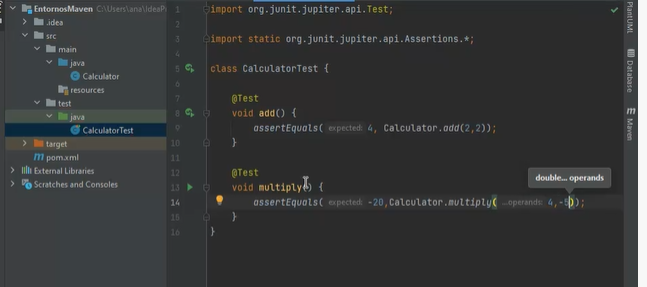 EntornosMaven
.idea
src
main
java
Calculator
resources
test
java
CalculatorTest
target
pom.xml
External Libraries
Scratches and Consoles
1 import org.junit.jupiter.api.Test;
2
3 import static org.junit.jupiter.api.Assertions.*;
4
5 class CalculatorTest {
6
7 @Test
8 void add() {
9 assertEquals( expected: 4, Calculator.add(2,2));
10 }
11
12 @Test
13 void multiply() {
14 assertEquals( expected: -20,Calculator.multiply( ...operands: 4,-5));
15 }
16 }
double... operands
PlantUML
Database
Maven